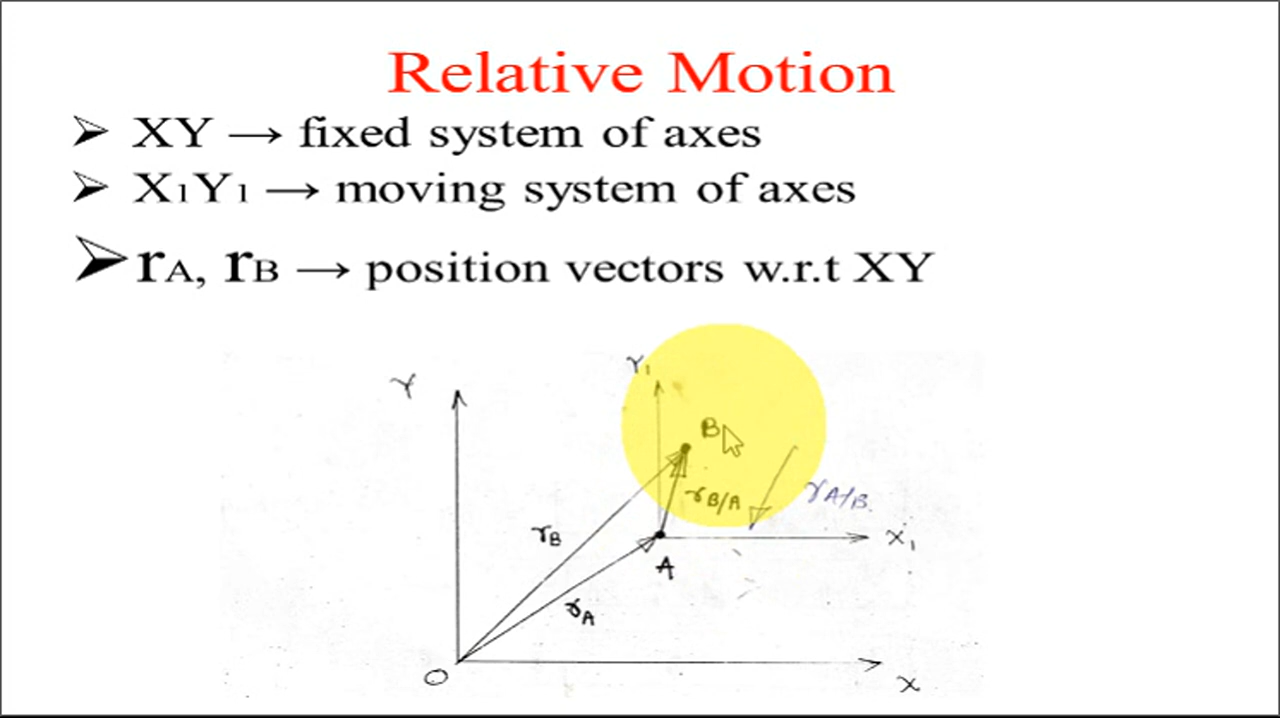 Relative Motion
➢ XY → fixed system of axes
➢ X₁Y₁ → moving system of axes
➢ rA, rB → position vectors w.r.t XY
Y
Y₁
B
rB/A
rA/B
rB
X₁
A
rA
O
X